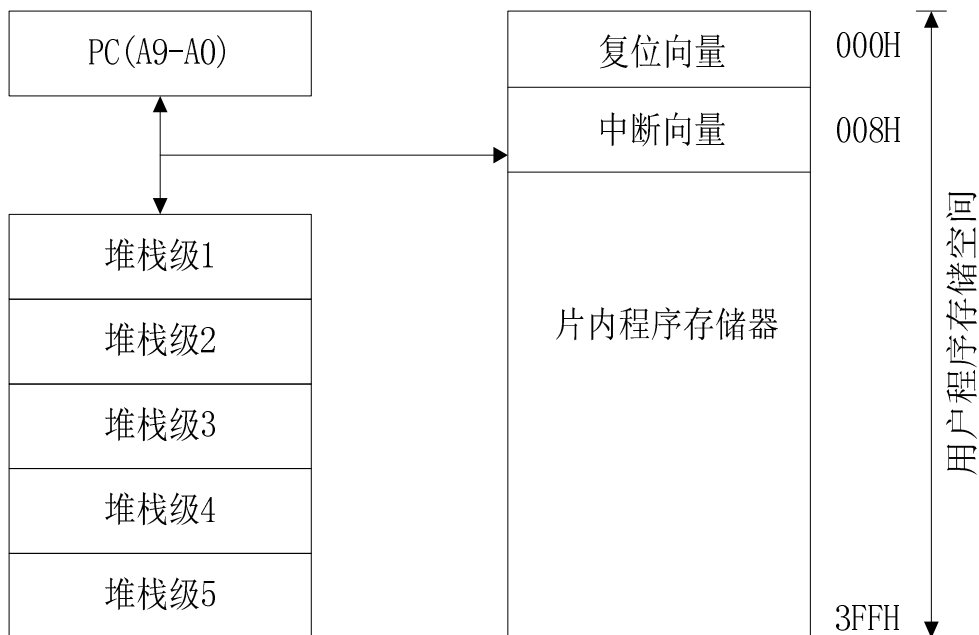 PC(A9-A0)
堆栈级1
堆栈级2
堆栈级3
堆栈级4
堆栈级5
复位向量
000H
中断向量
008H
片内程序存储器
3FFH
用户程序存储空间